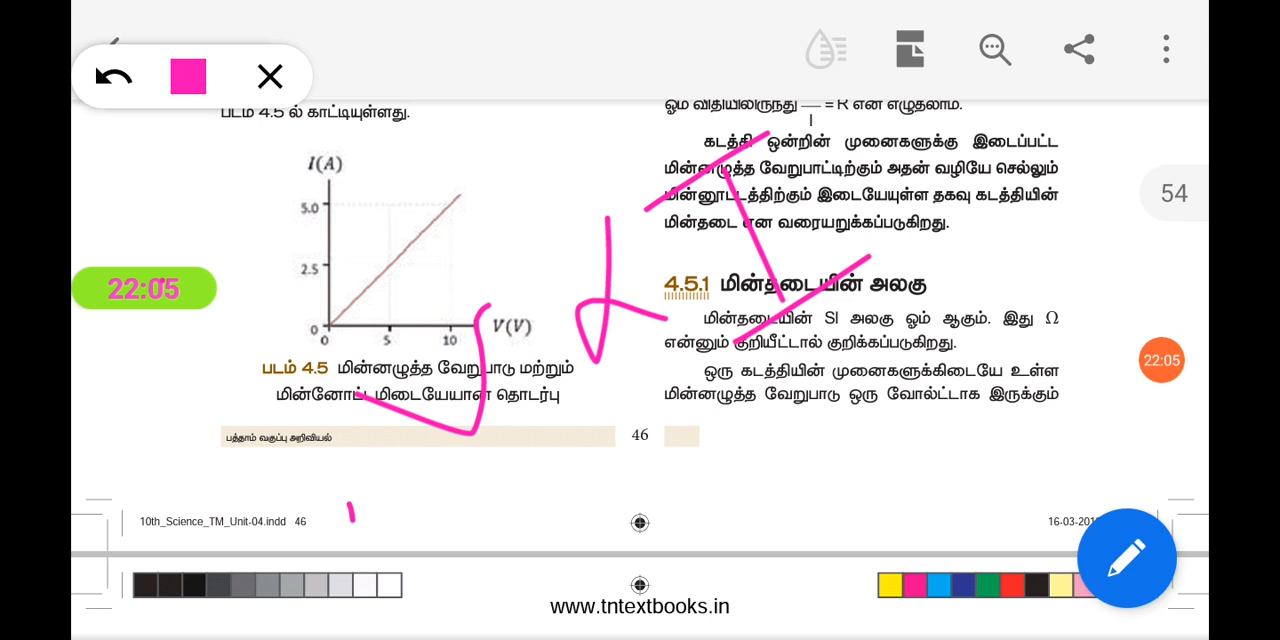 படம் 4.5 ல் காட்டியுள்ளது.
I(A)
5.0
2.5
0
0
5
10
V(V)
படம் 4.5 மின்னழுத்த வேறுபாடு மற்றும்
மின்னோட்டமிடையேயான தொடர்பு
பத்தாம் வகுப்பு அறிவியல்
46
ஓம் விதியிலிருந்து
I
= R என எழுதலாம்.
கடத்தி ஒன்றின் முனைகளுக்கு இடைப்பட்ட
மின்னழுத்த வேறுபாட்டிற்கும் அதன் வழியே செல்லும்
மின்னூட்டத்திற்கும் இடையேயுள்ள தகவு கடத்தியின்
மின்தடை என வரையறுக்கப்படுகிறது.
4.5.1 மின்தடையின் அலகு
மின்தடையின் SI அலகு ஓம் ஆகும். இது Ω
என்னும் குறியீட்டால் குறிக்கப்படுகிறது.
ஒரு கடத்தியின் முனைகளுக்கிடையே உள்ள
மின்னழுத்த வேறுபாடு ஒரு வோல்ட்டாக இருக்கும்
54
22:05
22:05
10th_Science_TM_Unit-04.indd 46
www.tntextbooks.in